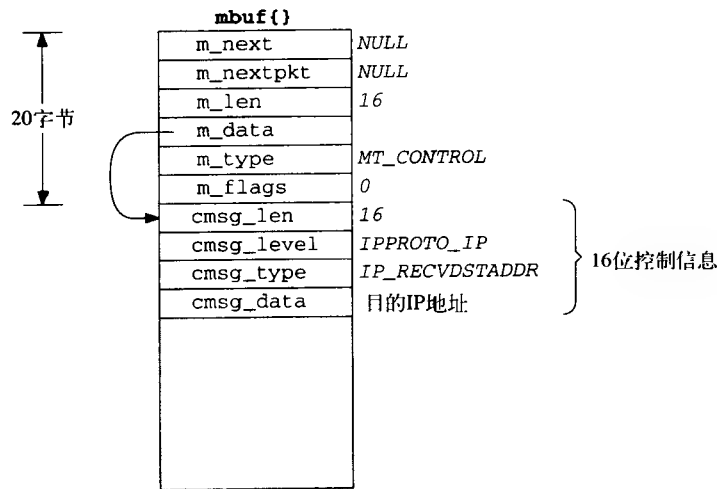 mbuf{}
m_next NULL
m_nextpkt NULL
m_len 16
20字节
m_data
m_type MT_CONTROL
m_flags 0
cmsg_len 16
cmsg_level IPPROTO_IP
16位控制信息
cmsg_type IP_RECVDSTADDR
cmsg_data 目的IP地址